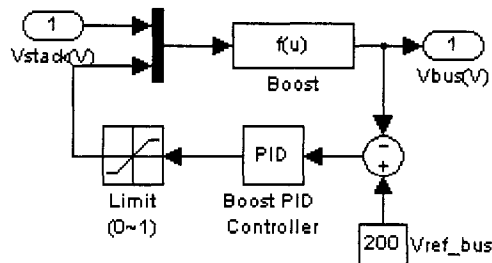 1
Vstack(V)
f(u)
Boost
1
Vbus(V)
−
+
PID
Limit
(0~1)
Boost PID
Controller
200
Vref_bus